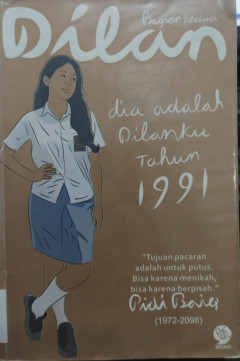 Bagian kedua
Dilan
dia adalah
Dilanku
Tahun
1991
"Tujuan pacaran
adalah untuk putus.
Bisa karena menikah,
bisa karena berpisah."
Pidi Baiq
(1972-2098)